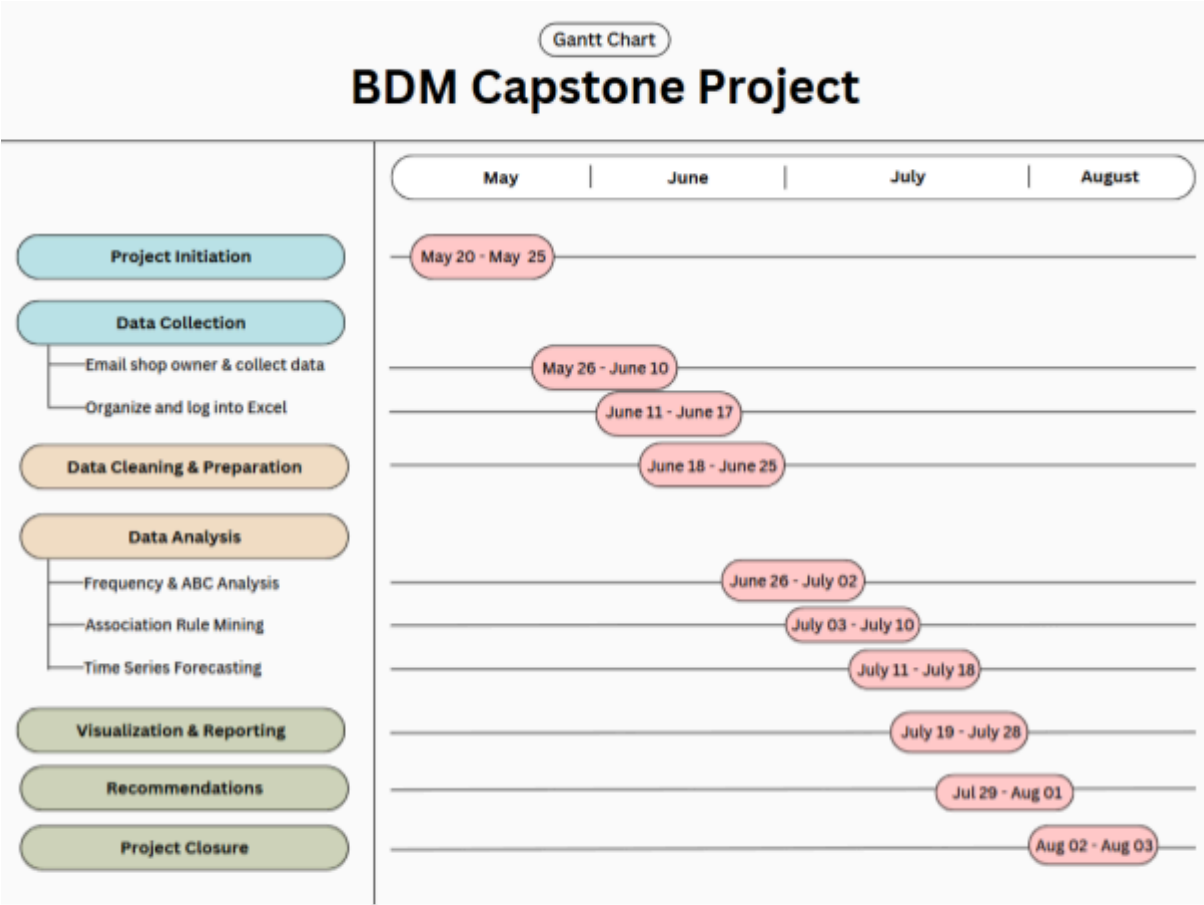 Gantt Chart
BDM Capstone Project
May | June | July | August
Project Initiation
May 20 - May 25
Data Collection
Email shop owner & collect data
May 26 - June 10
Organize and log into Excel
June 11 - June 17
Data Cleaning & Preparation
June 18 - June 25
Data Analysis
Frequency & ABC Analysis
June 26 - July 02
Association Rule Mining
July 03 - July 10
Time Series Forecasting
July 11 - July 18
Visualization & Reporting
July 19 - July 28
Recommendations
Jul 29 - Aug 01
Project Closure
Aug 02 - Aug 03